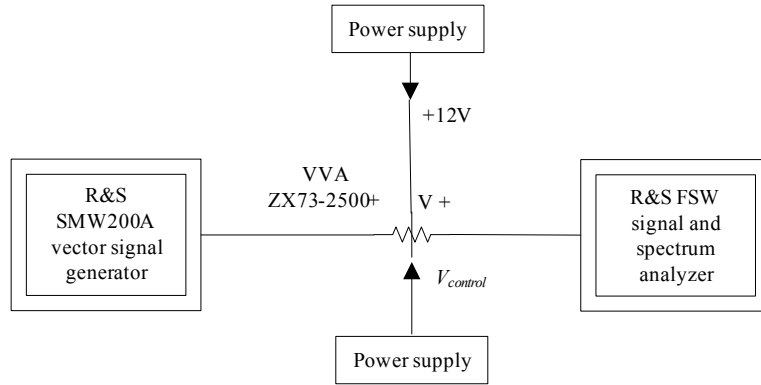 Power supply
+12V
VVA
ZX73-2500+
V +
R&S
SMW200A
vector signal
generator
R&S FSW
signal and
spectrum
analyzer
Vcontrol
Power supply